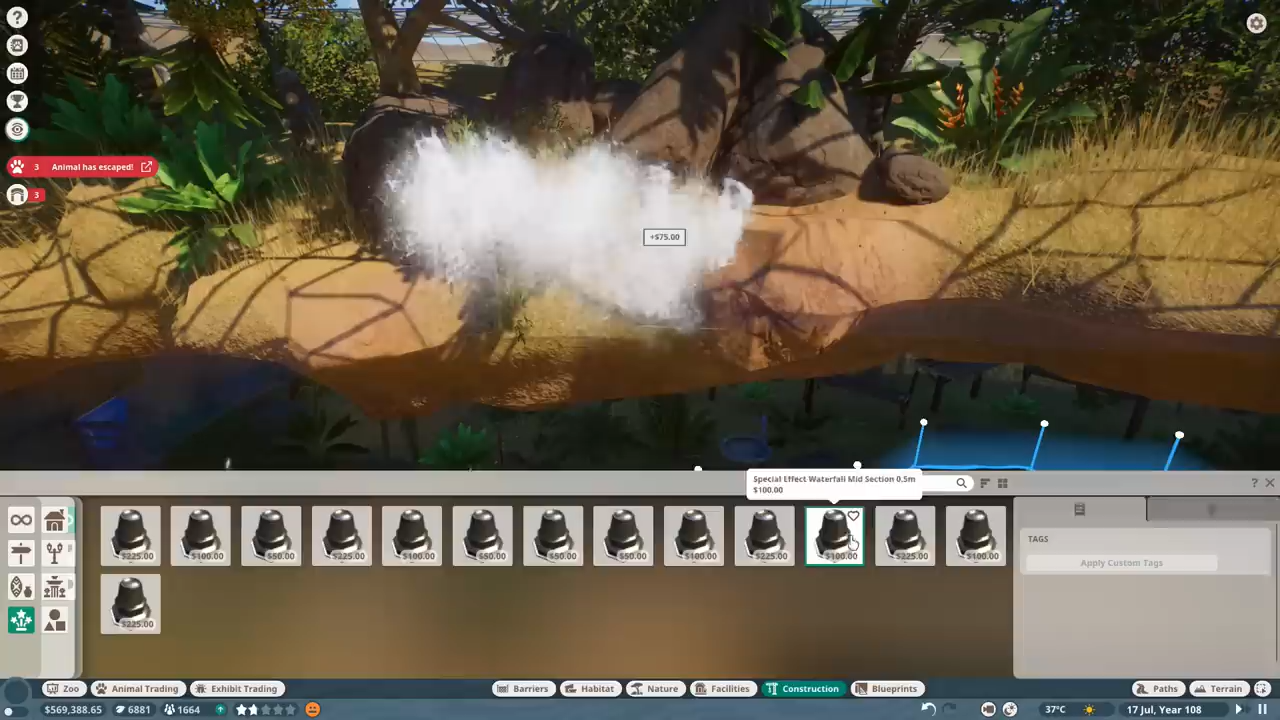 ?
3 Animal has escaped!
3
+$75.00
Special Effect Waterfall Mid Section 0.5m
$100.00
? ×
$225.00 $100.00 $50.00 $225.00 $100.00 $50.00 $50.00 $50.00 $100.00 $225.00 $100.00 $225.00 $100.00
$225.00
TAGS
Apply Custom Tags
Zoo Animal Trading Exhibit Trading Barriers Habitat Nature Facilities Construction Blueprints Paths Terrain
$569,388.65 6881 1664 37°C 17 Jul, Year 108